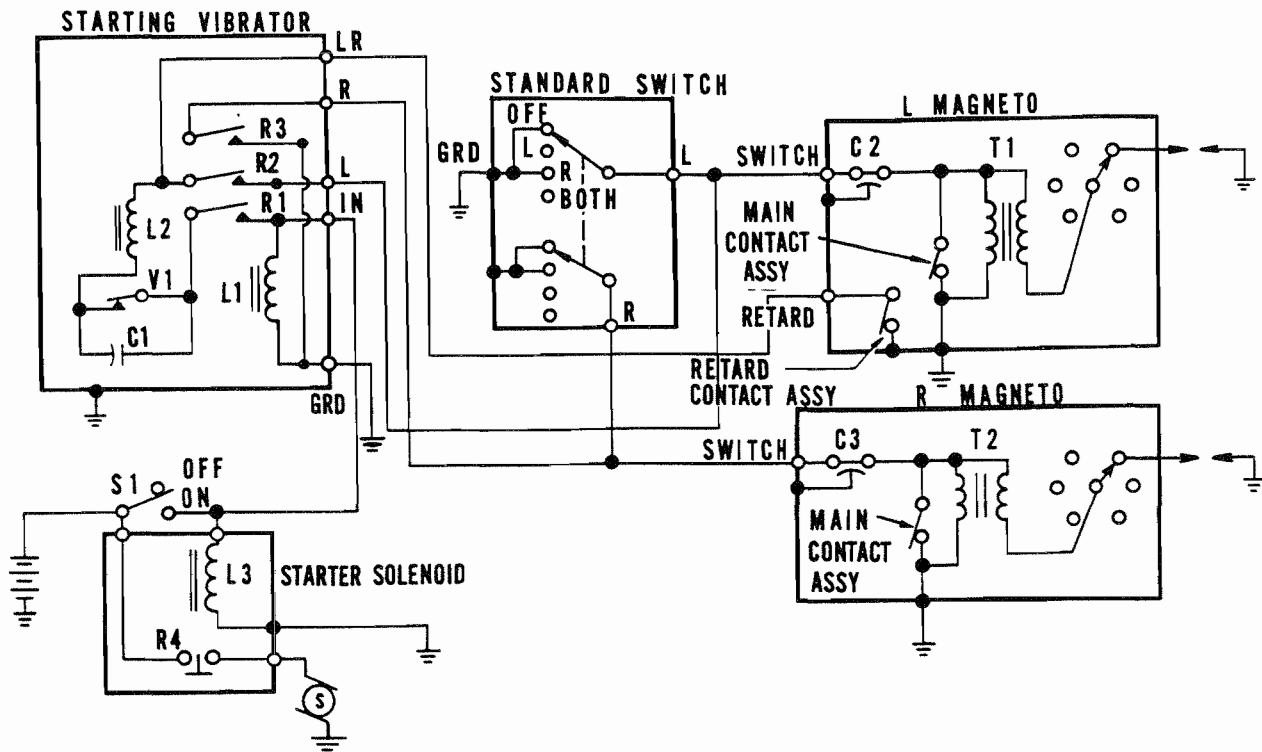 STARTING VIBRATOR
LR
R
R3
R2
L
R1
IN
L2
V1
L1
C1
GRD
STANDARD SWITCH
OFF
GRD
L
R
BOTH
L
R
L MAGNETO
SWITCH
C2
T1
MAIN
CONTACT
ASSY
RETARD
RETARD
CONTACT ASSY
R MAGNETO
SWITCH
C3
T2
MAIN
CONTACT
ASSY
S1
OFF
ON
L3
STARTER SOLENOID
R4
S